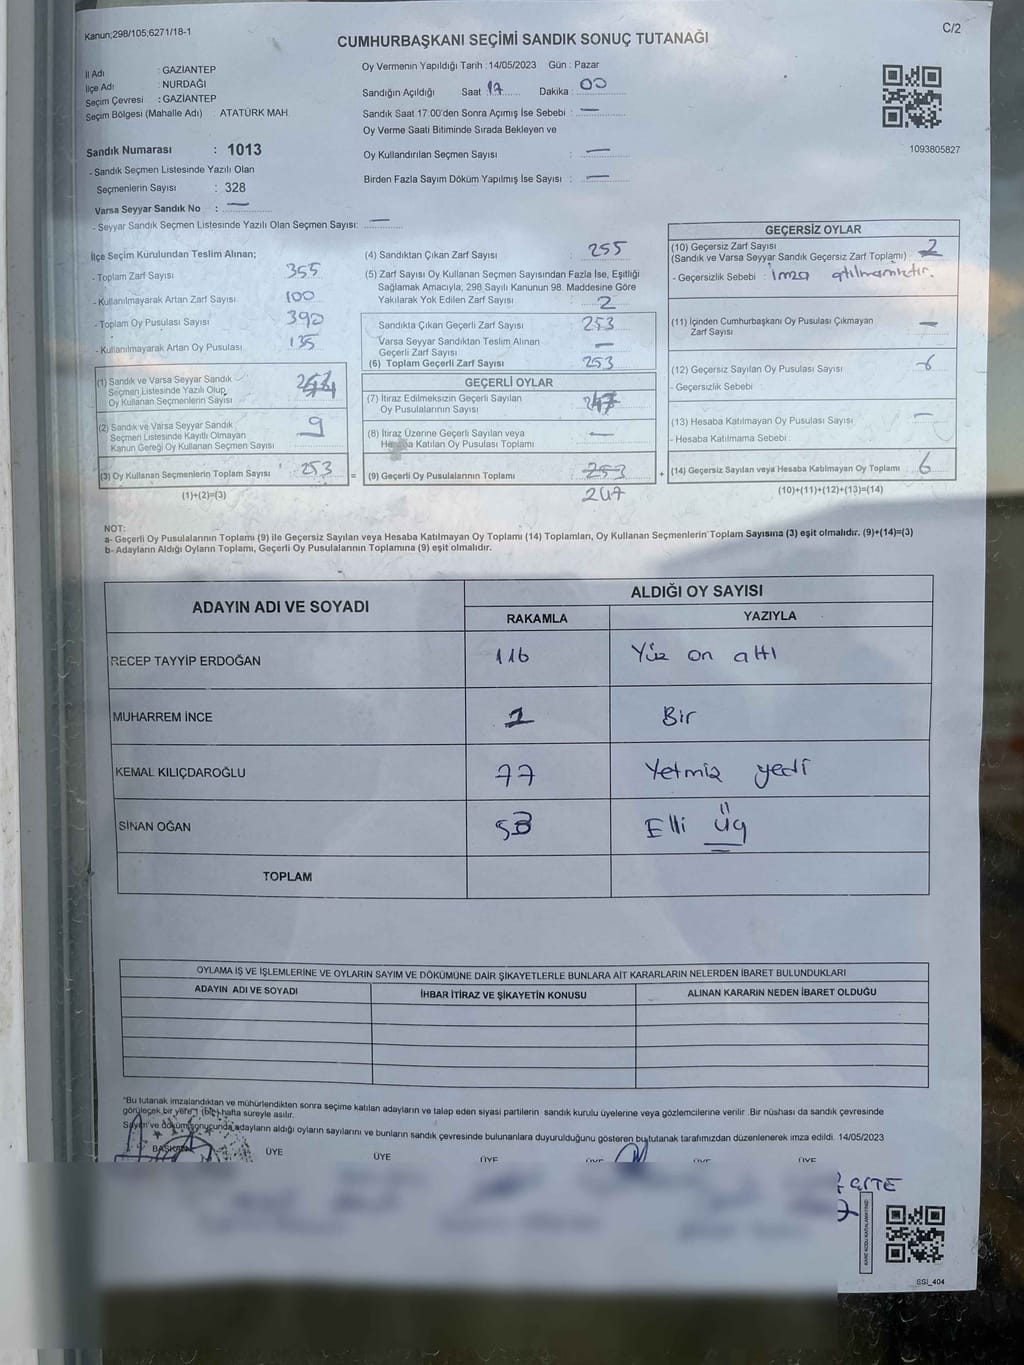 Kanun;298/105;6271/18-1
C/2
CUMHURBAŞKANI SEÇİMİ SANDIK SONUÇ TUTANAĞI
İl Adı : GAZİANTEP
İlçe Adı : NURDAĞI
Seçim Çevresi : GAZİANTEP
Seçim Bölgesi (Mahalle Adı) ATATÜRK MAH.
Sandık Numarası : 1013
- Sandık Seçmen Listesinde Yazılı Olan
Seçmenlerin Sayısı : 328
Varsa Seyyar Sandık No : —
- Seyyar Sandık Seçmen Listesinde Yazılı Olan Seçmen Sayısı: —
Oy Vermenin Yapıldığı Tarih : 14/05/2023 Gün : Pazar
Sandığın Açıldığı Saat 17 Dakika : 00
Sandık Saat 17:00'den Sonra Açımış İse Sebebi : —
Oy Verme Saati Bitiminde Sırada Bekleyen ve
Oy Kullandırılan Seçmen Sayısı : —
Birden Fazla Sayım Döküm Yapılmış İse Sayısı : —
1093805827
İlçe Seçim Kurulundan Teslim Alınan;
- Toplam Zarf Sayısı 355
- Kullanılmayarak Artan Zarf Sayısı 100
- Toplam Oy Pusulası Sayısı 390
- Kullanılmayarak Artan Oy Pusulası 135
(1) Sandık ve Varsa Seyyar Sandık
Seçmen Listesinde Yazılı Olup
Oy Kullanan Seçmenlerin Sayısı
(2) Sandık ve Varsa Seyyar Sandık
Seçmen Listesinde Kayıtlı Olmayan
Kanun Gereği Oy Kullanan Seçmen Sayısı 9
(3) Oy Kullanan Seçmenlerin Toplam Sayısı 253 =
(1)+(2)=(3)
(4) Sandıktan Çıkan Zarf Sayısı : 255
(5) Zarf Sayısı Oy Kullanan Seçmen Sayısından Fazla İse, Eşitliği
Sağlamak Amacıyla; 298 Sayılı Kanunun 98. Maddesine Göre
Yakılarak Yok Edilen Zarf Sayısı : 2
Sandıkta Çıkan Geçerli Zarf Sayısı : 253
Varsa Seyyar Sandıktan Teslim Alınan
Geçerli Zarf Sayısı : —
(6) Toplam Geçerli Zarf Sayısı : 253
GEÇERLİ OYLAR
(7) İtiraz Edilmeksizin Geçerli Sayılan
Oy Pusulalarının Sayısı : 247
(8) İtiraz Üzerine Geçerli Sayılan veya
Hesaba Katılan Oy Pusulası Toplamı : —
(9) Geçerli Oy Pusulalarının Toplamı : 253 +
247
GEÇERSİZ OYLAR
(10) Geçersiz Zarf Sayısı
(Sandık ve Varsa Seyyar Sandık Geçersiz Zarf Toplamı) : 2
- Geçersizlik Sebebi : İmza atılmamıştır.
(11) İçinden Cumhurbaşkanı Oy Pusulası Çıkmayan
Zarf Sayısı —
(12) Geçersiz Sayılan Oy Pusulası Sayısı 6
- Geçersizlik Sebebi :
(13) Hesaba Katılmayan Oy Pusulası Sayısı —
- Hesaba Katılmama Sebebi :
(14) Geçersiz Sayılan veya Hesaba Katılmayan Oy Toplamı 6
(10)+(11)+(12)+(13)=(14)
NOT:
a- Geçerli Oy Pusulalarının Toplamı (9) ile Geçersiz Sayılan veya Hesaba Katılmayan Oy Toplamı (14) Toplamları, Oy Kullanan Seçmenlerin Toplam Sayısına (3) eşit olmalıdır. (9)+(14)=(3)
b- Adayların Aldığı Oyların Toplamı, Geçerli Oy Pusulalarının Toplamına (9) eşit olmalıdır.
ADAYIN ADI VE SOYADI
ALDIĞI OY SAYISI
RAKAMLA YAZIYLA
RECEP TAYYİP ERDOĞAN 116 Yüz on altı
MUHARREM İNCE 1 Bir
KEMAL KILIÇDAROĞLU 77 Yetmiz yedi
SİNAN OĞAN 53 Elli üç
TOPLAM
OYLAMA İŞ VE İŞLEMLERİNE VE OYLARIN SAYIM VE DÖKÜMÜNE DAİR ŞİKAYETLERLE BUNLARA AİT KARARLARIN NELERDEN İBARET BULUNDUKLARI
ADAYIN ADI VE SOYADI İHBAR İTİRAZ VE ŞİKAYETİN KONUSU ALINAN KARARIN NEDEN İBARET OLDUĞU
"Bu tutanak imzalandıktan ve mühürlendikten sonra seçime katılan adayların ve talep eden siyasi partilerin sandık kurulu üyelerine veya gözlemcilerine verilir .Bir nüshası da sandık çevresinde
görülecek bir yere") (bir) hafta süreyle asılır.
Sayım ve döküm sonucunda,adayların aldığı oyların sayılarını ve bunların sandık çevresinde bulunanlara duyurulduğunu gösteren bu tutanak tarafımızdan düzenlenerek imza edildi. 14/05/2023
BAŞKAN ÜYE ÜYE ÜYE ÜYE ÜYE ÜYE
SSİ_404